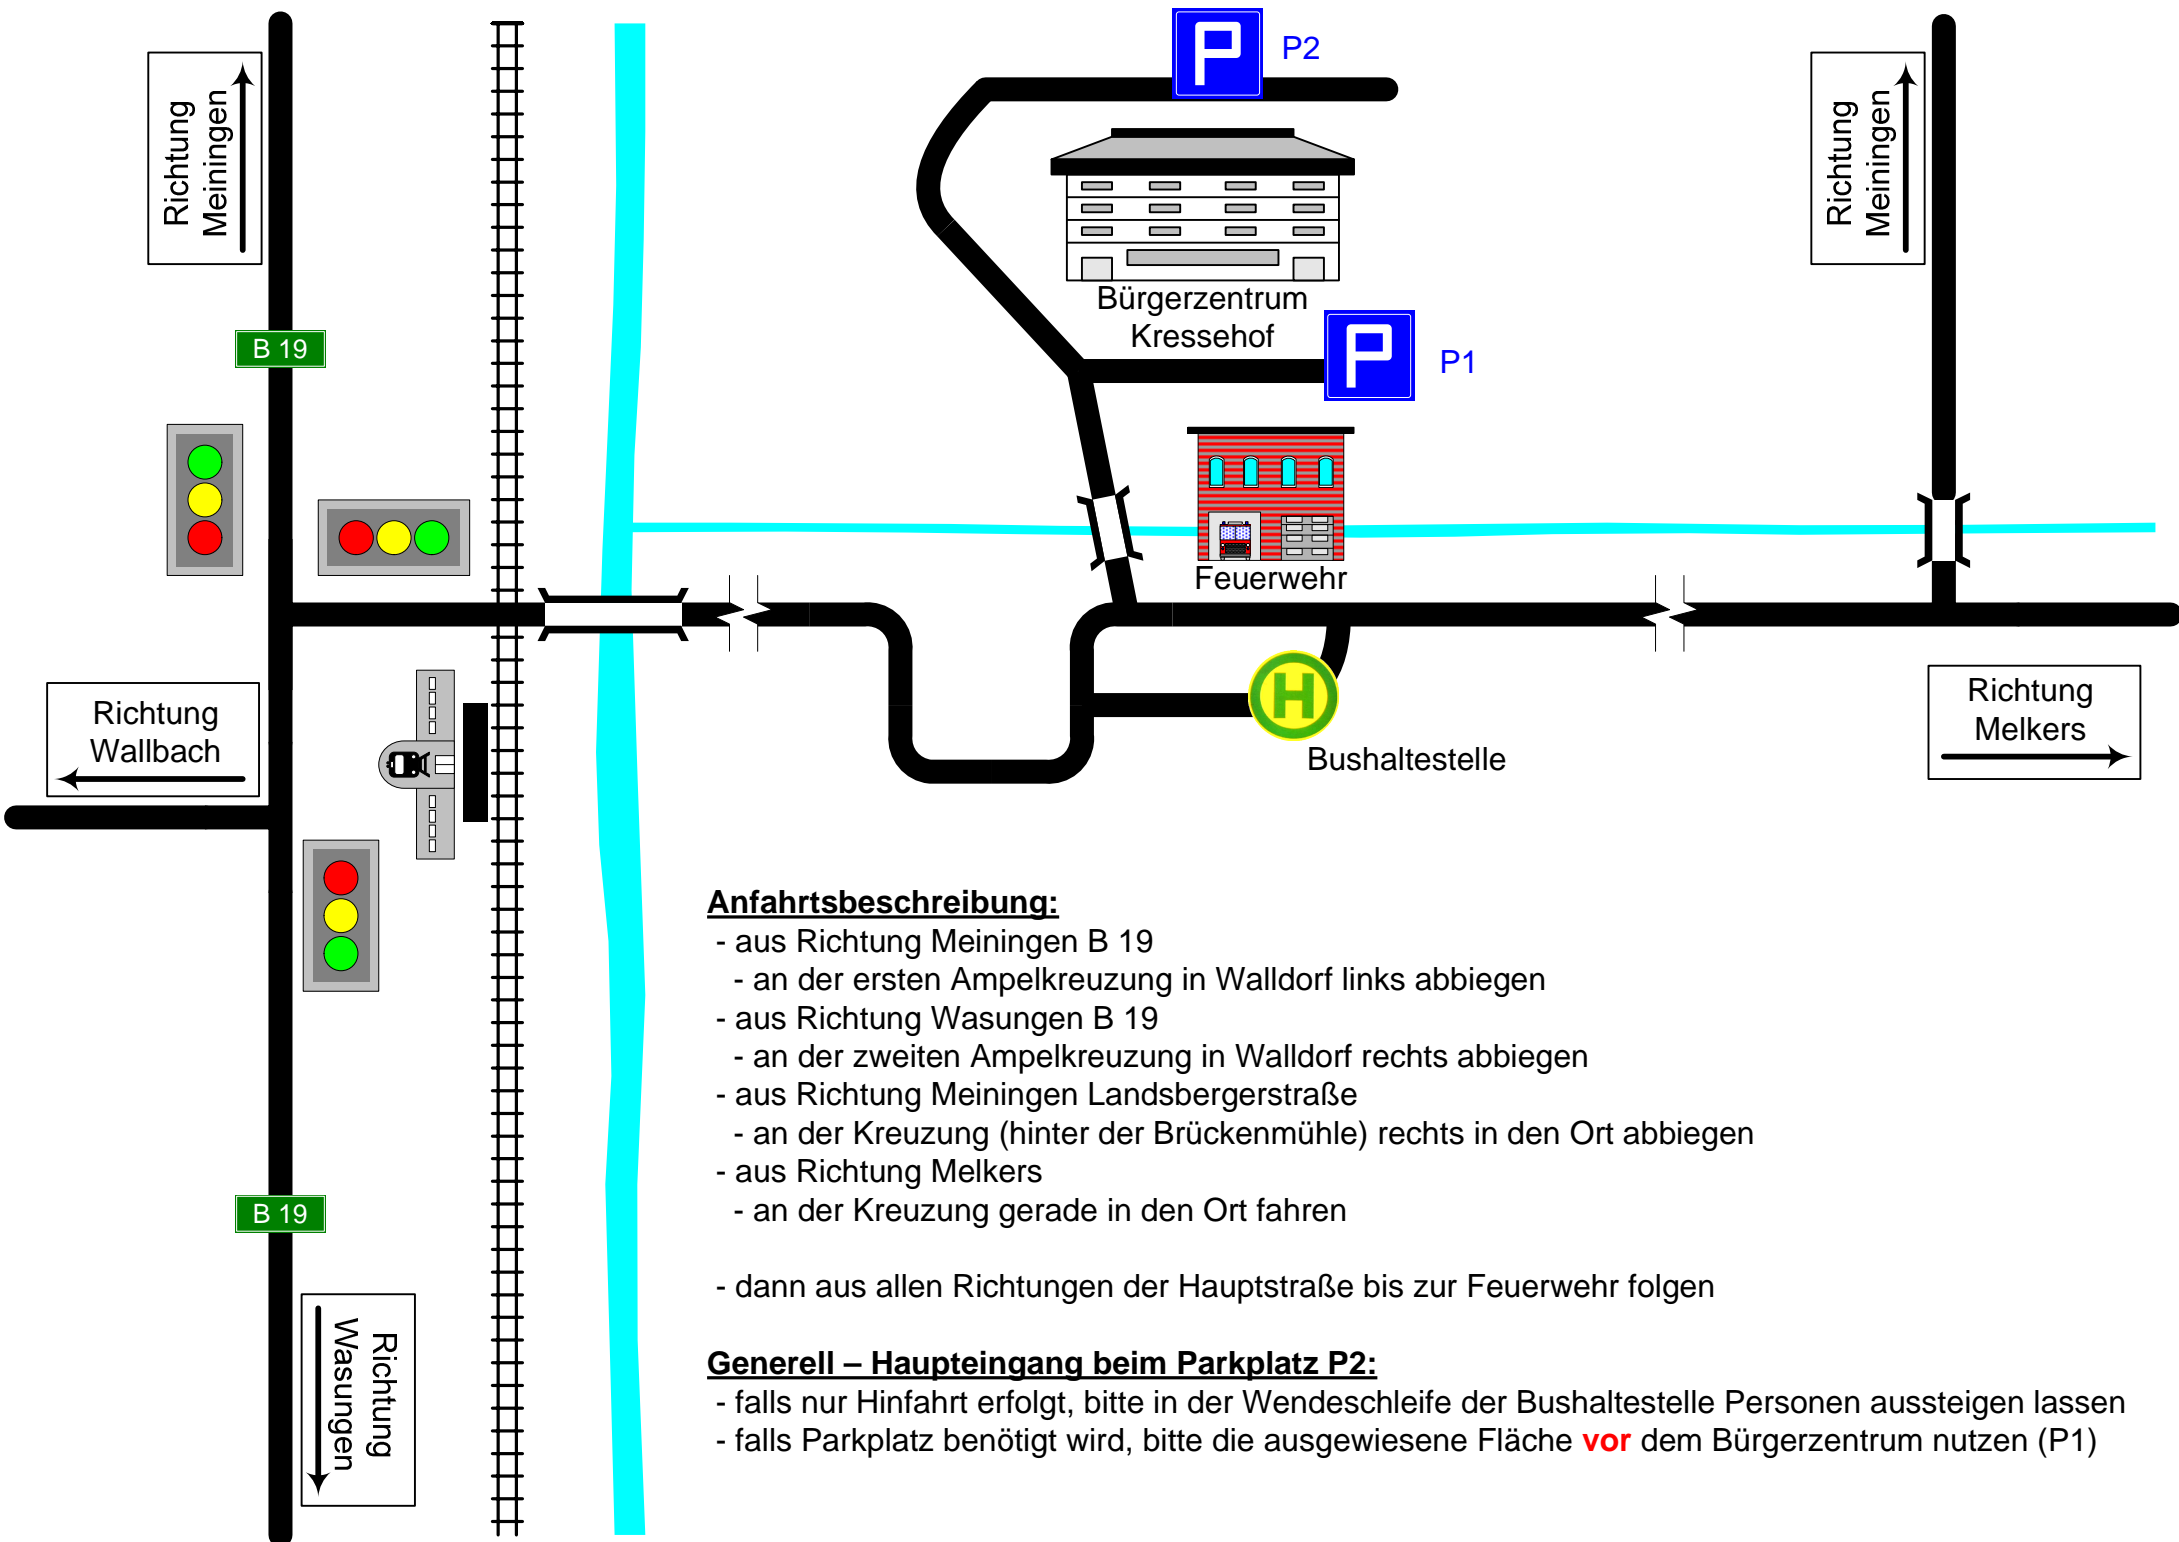 P2
Richtung
Meiningen
Richtung
Meiningen
Bürgerzentrum
Kressehof
B 19
P1
Feuerwehr
Richtung
Wallbach
H
Richtung
Melkers
Bushaltestelle
Anfahrtsbeschreibung:
- aus Richtung Meiningen B 19
- an der ersten Ampelkreuzung in Walldorf links abbiegen
- aus Richtung Wasungen B 19
- an der zweiten Ampelkreuzung in Walldorf rechts abbiegen
- aus Richtung Meiningen Landsbergerstraße
- an der Kreuzung (hinter der Brückenmühle) rechts in den Ort abbiegen
- aus Richtung Melkers
- an der Kreuzung gerade in den Ort fahren
B 19
- dann aus allen Richtungen der Hauptstraße bis zur Feuerwehr folgen
Richtung
Wasungen
Generell – Haupteingang beim Parkplatz P2:
- falls nur Hinfahrt erfolgt, bitte in der Wendeschleife der Bushaltestelle Personen aussteigen lassen
- falls Parkplatz benötigt wird, bitte die ausgewiesene Fläche vor dem Bürgerzentrum nutzen (P1)
P
P